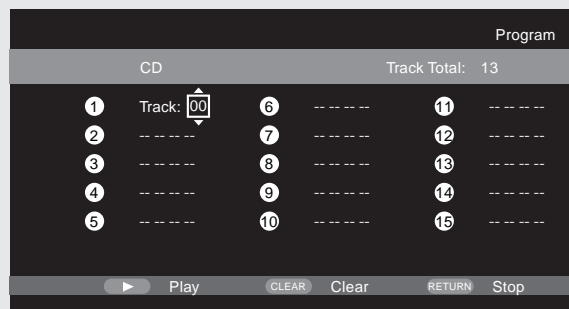 Program
CD Track Total: 13
1 Track: 00 6 -- -- -- -- 11 -- -- -- --
2 -- -- -- -- 7 -- -- -- -- 12 -- -- -- --
3 -- -- -- -- 8 -- -- -- -- 13 -- -- -- --
4 -- -- -- -- 9 -- -- -- -- 14 -- -- -- --
5 -- -- -- -- 10 -- -- -- -- 15 -- -- -- --
Play CLEAR Clear RETURN Stop